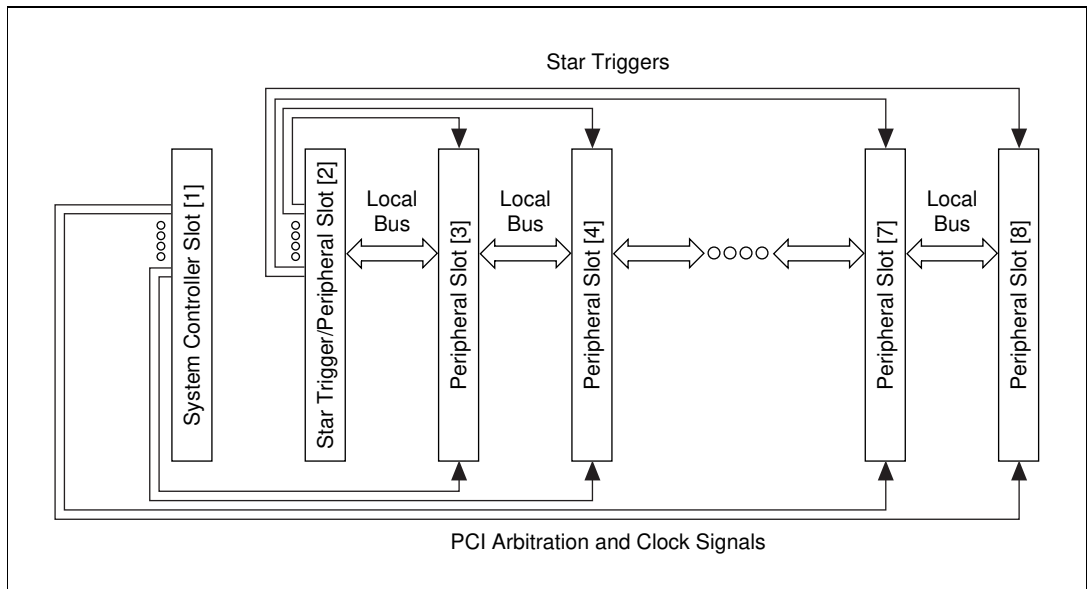 Star Triggers
System Controller Slot [1]
Star Trigger/Peripheral Slot [2]
Local
Bus
Peripheral Slot [3]
Local
Bus
Peripheral Slot [4]
Peripheral Slot [7]
Local
Bus
Peripheral Slot [8]
PCI Arbitration and Clock Signals